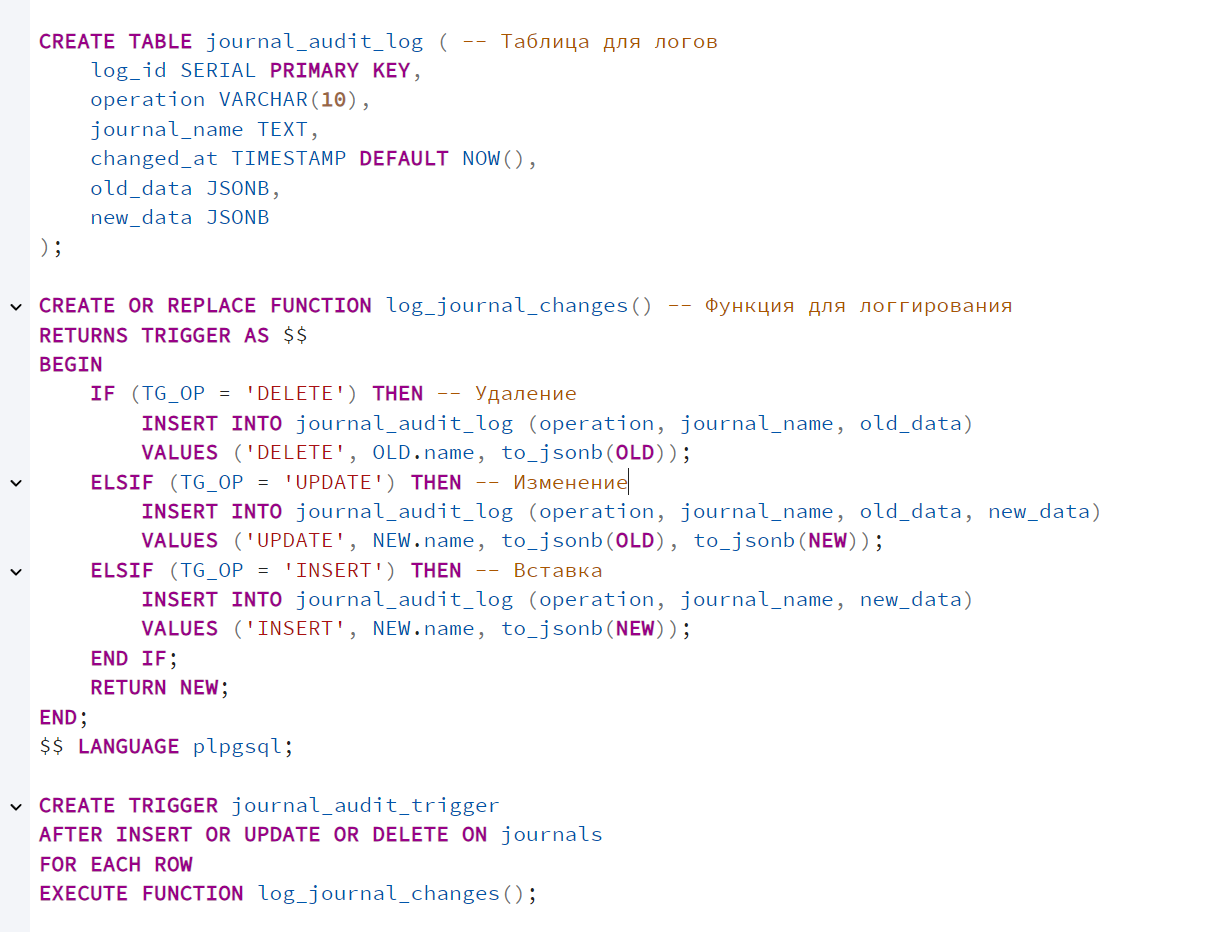 CREATE TABLE journal_audit_log ( -- Таблица для логов
    log_id SERIAL PRIMARY KEY,
    operation VARCHAR(10),
    journal_name TEXT,
    changed_at TIMESTAMP DEFAULT NOW(),
    old_data JSONB,
    new_data JSONB
);
CREATE OR REPLACE FUNCTION log_journal_changes() -- Функция для логгирования
RETURNS TRIGGER AS $$
BEGIN
    IF (TG_OP = 'DELETE') THEN -- Удаление
        INSERT INTO journal_audit_log (operation, journal_name, old_data)
        VALUES ('DELETE', OLD.name, to_jsonb(OLD));
    ELSIF (TG_OP = 'UPDATE') THEN -- Изменение
        INSERT INTO journal_audit_log (operation, journal_name, old_data, new_data)
        VALUES ('UPDATE', NEW.name, to_jsonb(OLD), to_jsonb(NEW));
    ELSIF (TG_OP = 'INSERT') THEN -- Вставка
        INSERT INTO journal_audit_log (operation, journal_name, new_data)
        VALUES ('INSERT', NEW.name, to_jsonb(NEW));
    END IF;
    RETURN NEW;
END;
$$ LANGUAGE plpgsql;
CREATE TRIGGER journal_audit_trigger
AFTER INSERT OR UPDATE OR DELETE ON journals
FOR EACH ROW
EXECUTE FUNCTION log_journal_changes();